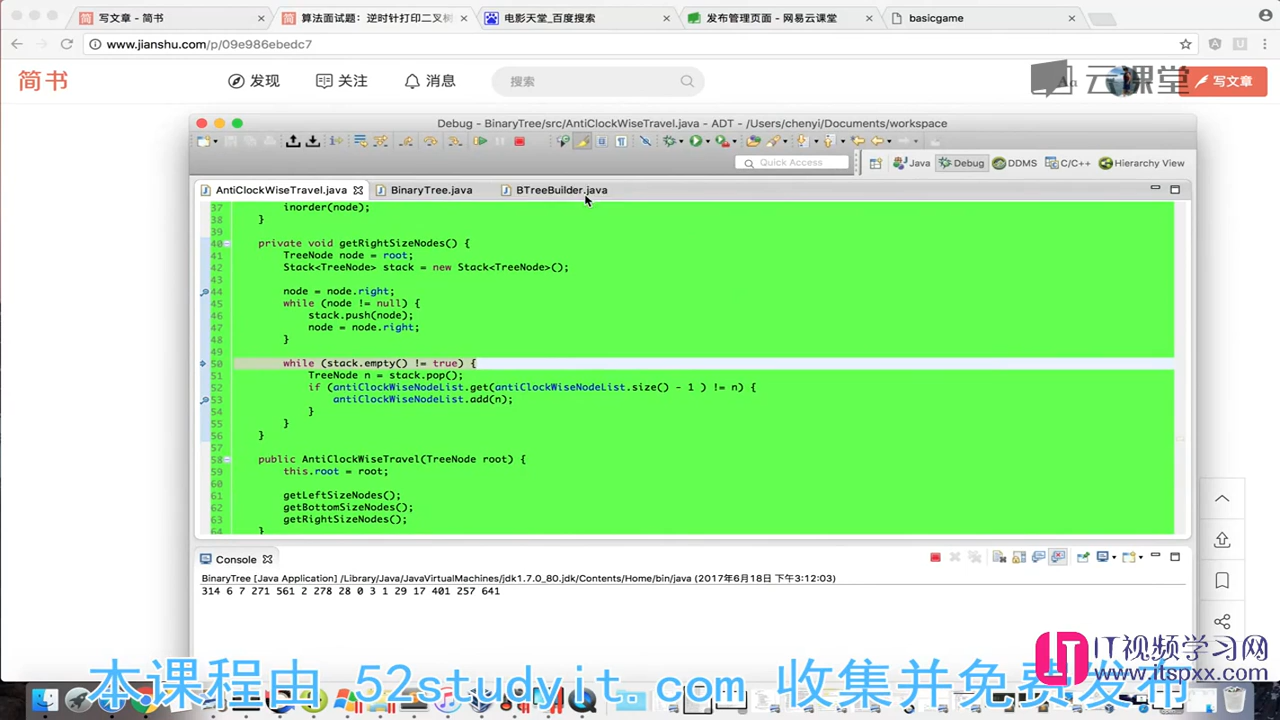 写文章 - 简书
算法面试题：逆时针打印二叉树
电影天堂_百度搜索
发布管理页面 - 网易云课堂
basicgame
www.jianshu.com/p/09e986ebedc7
简书
发现
关注
消息
搜索
Aa
云课堂
写文章
Debug - BinaryTree/src/AntiClockWiseTravel.java - ADT - /Users/chenyi/Documents/workspace
Quick Access
Java
Debug
DDMS
C/C++
Hierarchy View
AntiClockWiseTravel.java
BinaryTree.java
BTreeBuilder.java
37 inorder(node);
38 }
39
40 private void getRightSizeNodes() {
41 TreeNode node = root;
42 Stack<TreeNode> stack = new Stack<TreeNode>();
43
44 node = node.right;
45 while (node != null) {
46 stack.push(node);
47 node = node.right;
48 }
49
50 while (stack.empty() != true) {
51 TreeNode n = stack.pop();
52 if (antiClockWiseNodeList.get(antiClockWiseNodeList.size() - 1 ) != n) {
53 antiClockWiseNodeList.add(n);
54 }
55 }
56 }
57
58 public AntiClockWiseTravel(TreeNode root) {
59 this.root = root;
60
61 getLeftSizeNodes();
62 getBottomSizeNodes();
63 getRightSizeNodes();
64 }
Console
BinaryTree [Java Application] /Library/Java/JavaVirtualMachines/jdk1.7.0_80.jdk/Contents/Home/bin/java (2017年6月18日 下午3:12:03)
314 6 7 271 561 2 278 28 0 3 1 29 17 401 257 641
IT视频学习网
www.itspxx.com
本课程由 52studyit com 收集并免费发布